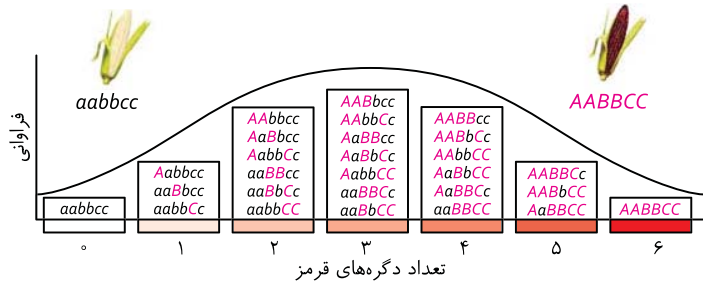 aabbcc
AABBCC
فراوانی
aabbcc
Aabbcc
aaBbcc
aabbCc
AAbbcc
AaBbcc
AabbCc
aaBBcc
aaBbCc
aabbCC
AABbcc
AAbbCc
AaBBcc
AaBbCc
AabbCC
aaBBCc
aaBbCC
AABBcc
AABbCc
AAbbCC
AaBbCC
AaBBCc
aaBBCC
AABBCc
AABbCC
AaBBCC
AABBCC
۰ ۱ ۲ ۳ ۴ ۵ ۶
تعداد دگره‌های قرمز